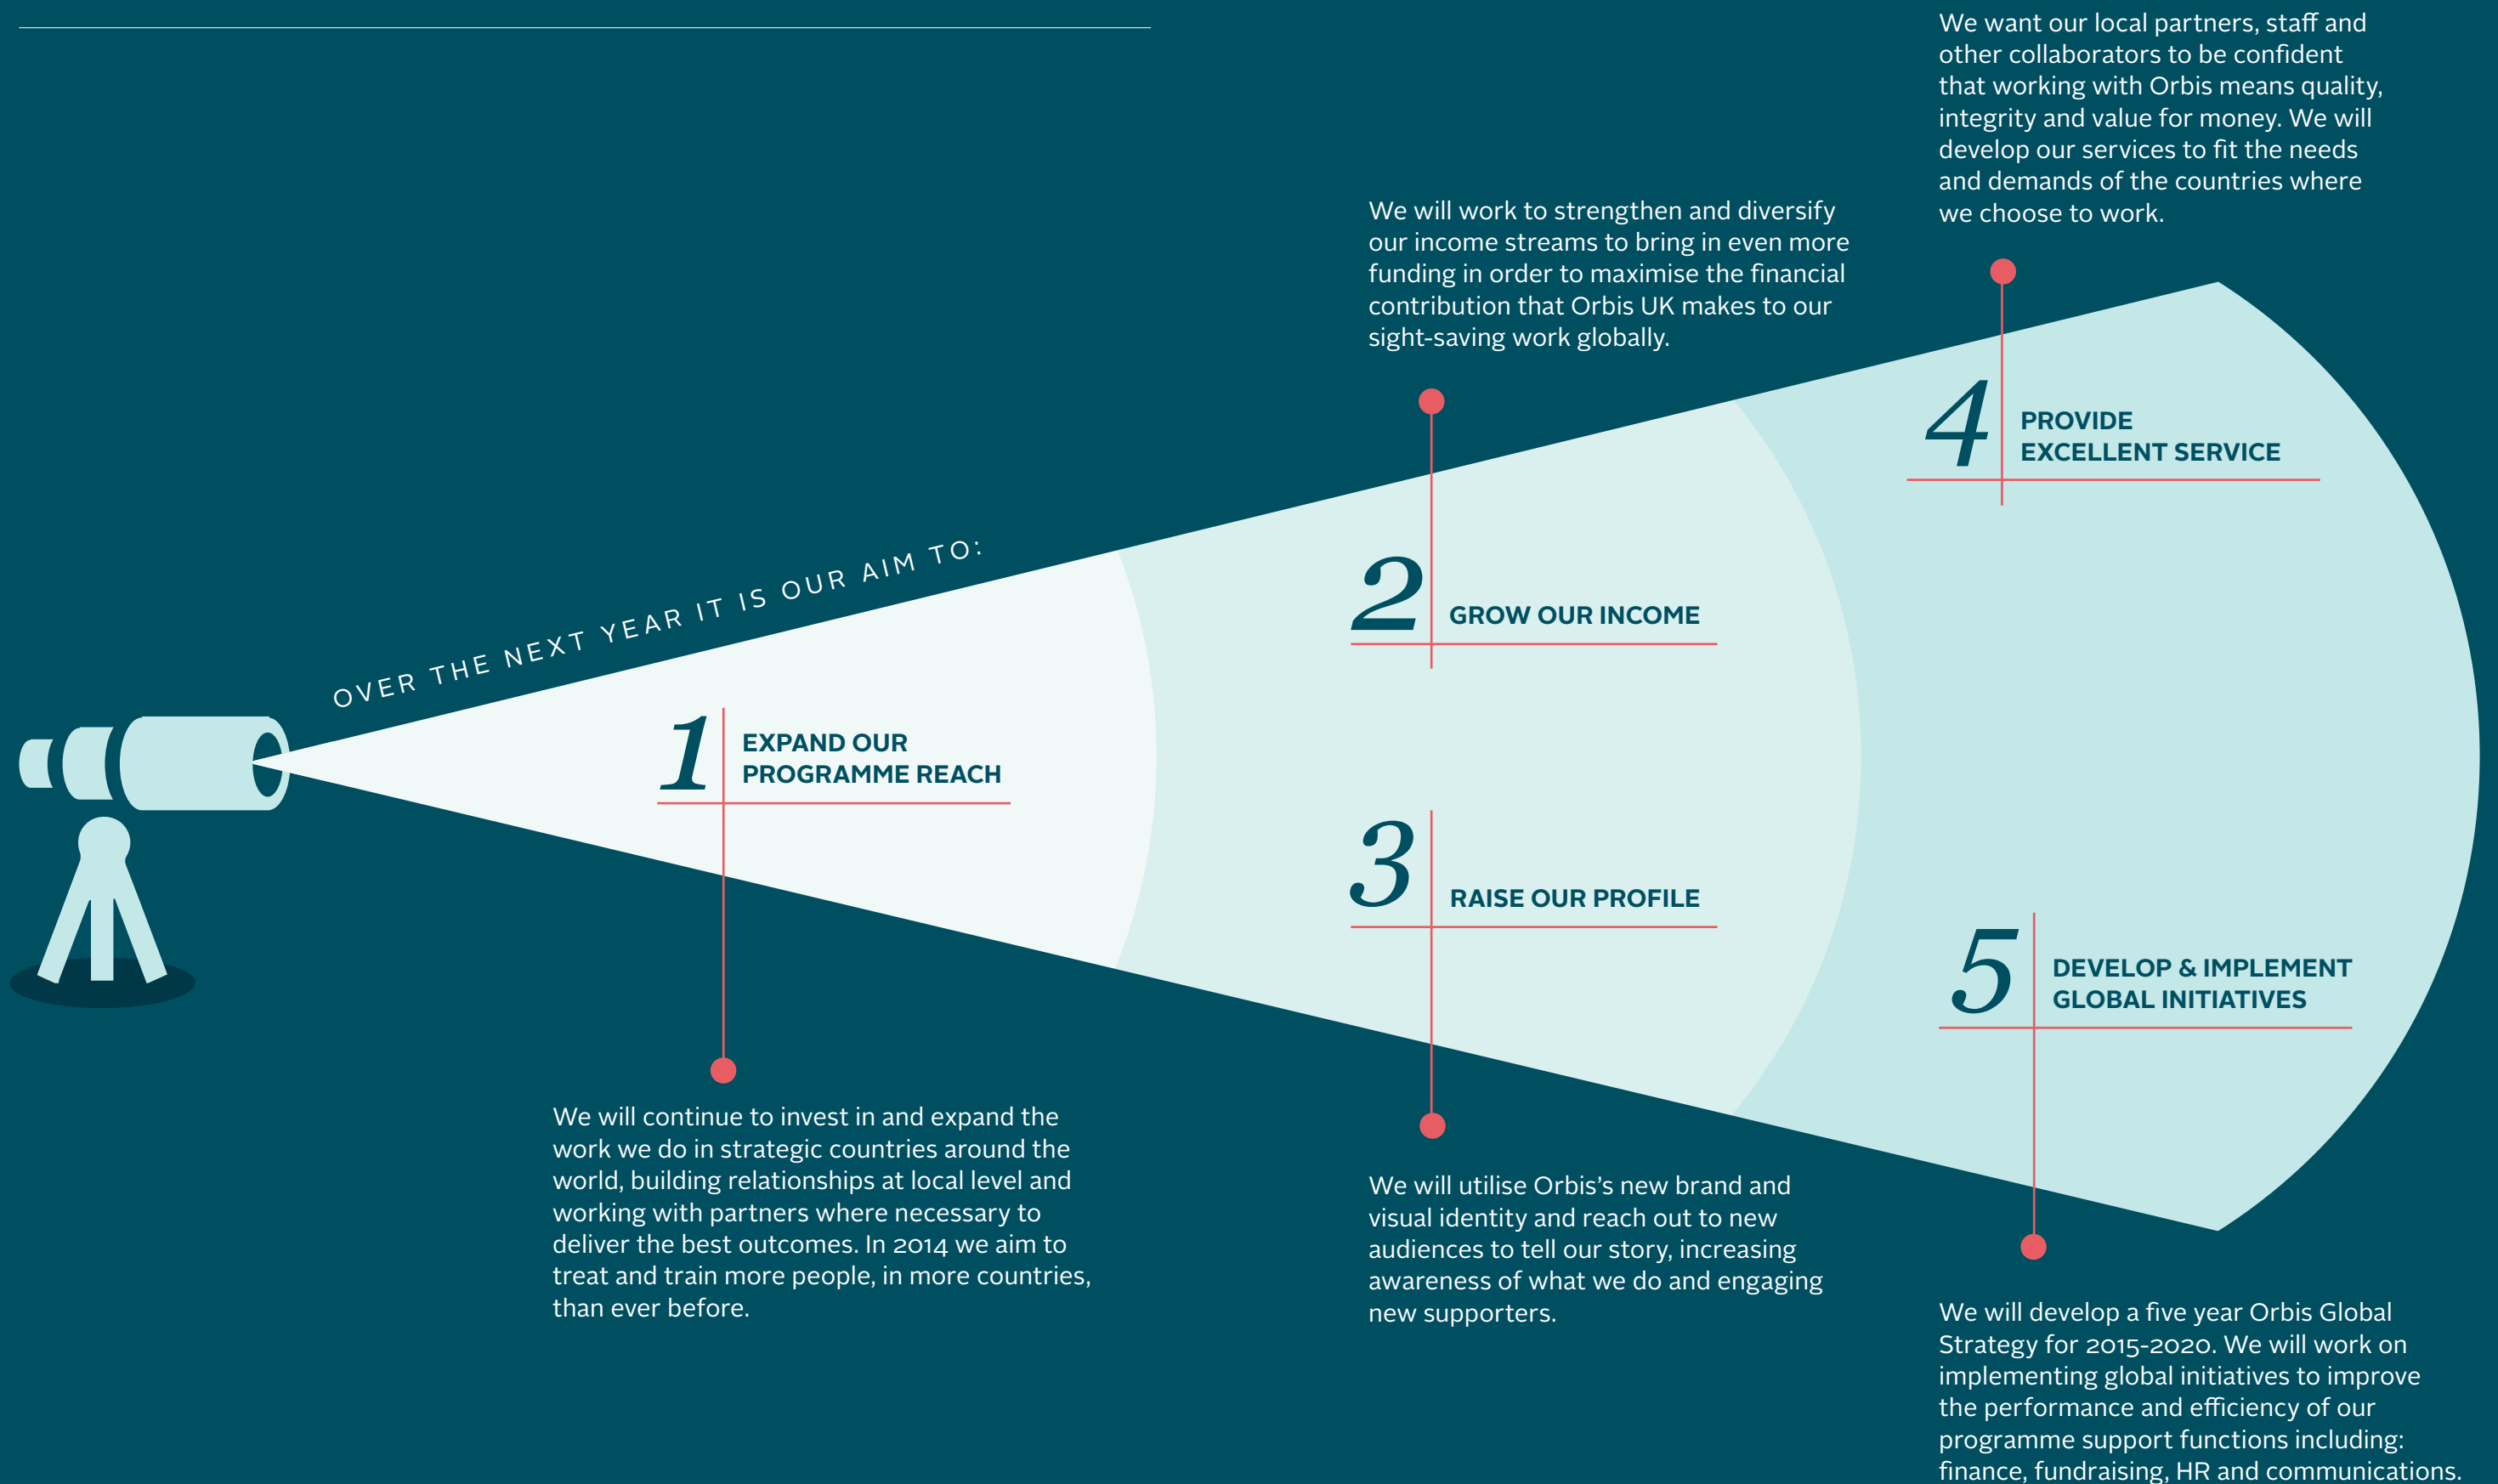 OVER THE NEXT YEAR IT IS OUR AIM TO:
1
EXPAND OUR
PROGRAMME REACH
We will continue to invest in and expand the
work we do in strategic countries around the
world, building relationships at local level and
working with partners where necessary to
deliver the best outcomes. In 2014 we aim to
treat and train more people, in more countries,
than ever before.
We will work to strengthen and diversify
our income streams to bring in even more
funding in order to maximise the financial
contribution that Orbis UK makes to our
sight-saving work globally.
2
GROW OUR INCOME
3
RAISE OUR PROFILE
We will utilise Orbis’s new brand and
visual identity and reach out to new
audiences to tell our story, increasing
awareness of what we do and engaging
new supporters.
We want our local partners, staff and
other collaborators to be confident
that working with Orbis means quality,
integrity and value for money. We will
develop our services to fit the needs
and demands of the countries where
we choose to work.
4
PROVIDE
EXCELLENT SERVICE
5
DEVELOP & IMPLEMENT
GLOBAL INITIATIVES
We will develop a five year Orbis Global
Strategy for 2015-2020. We will work on
implementing global initiatives to improve
the performance and efficiency of our
programme support functions including:
finance, fundraising, HR and communications.